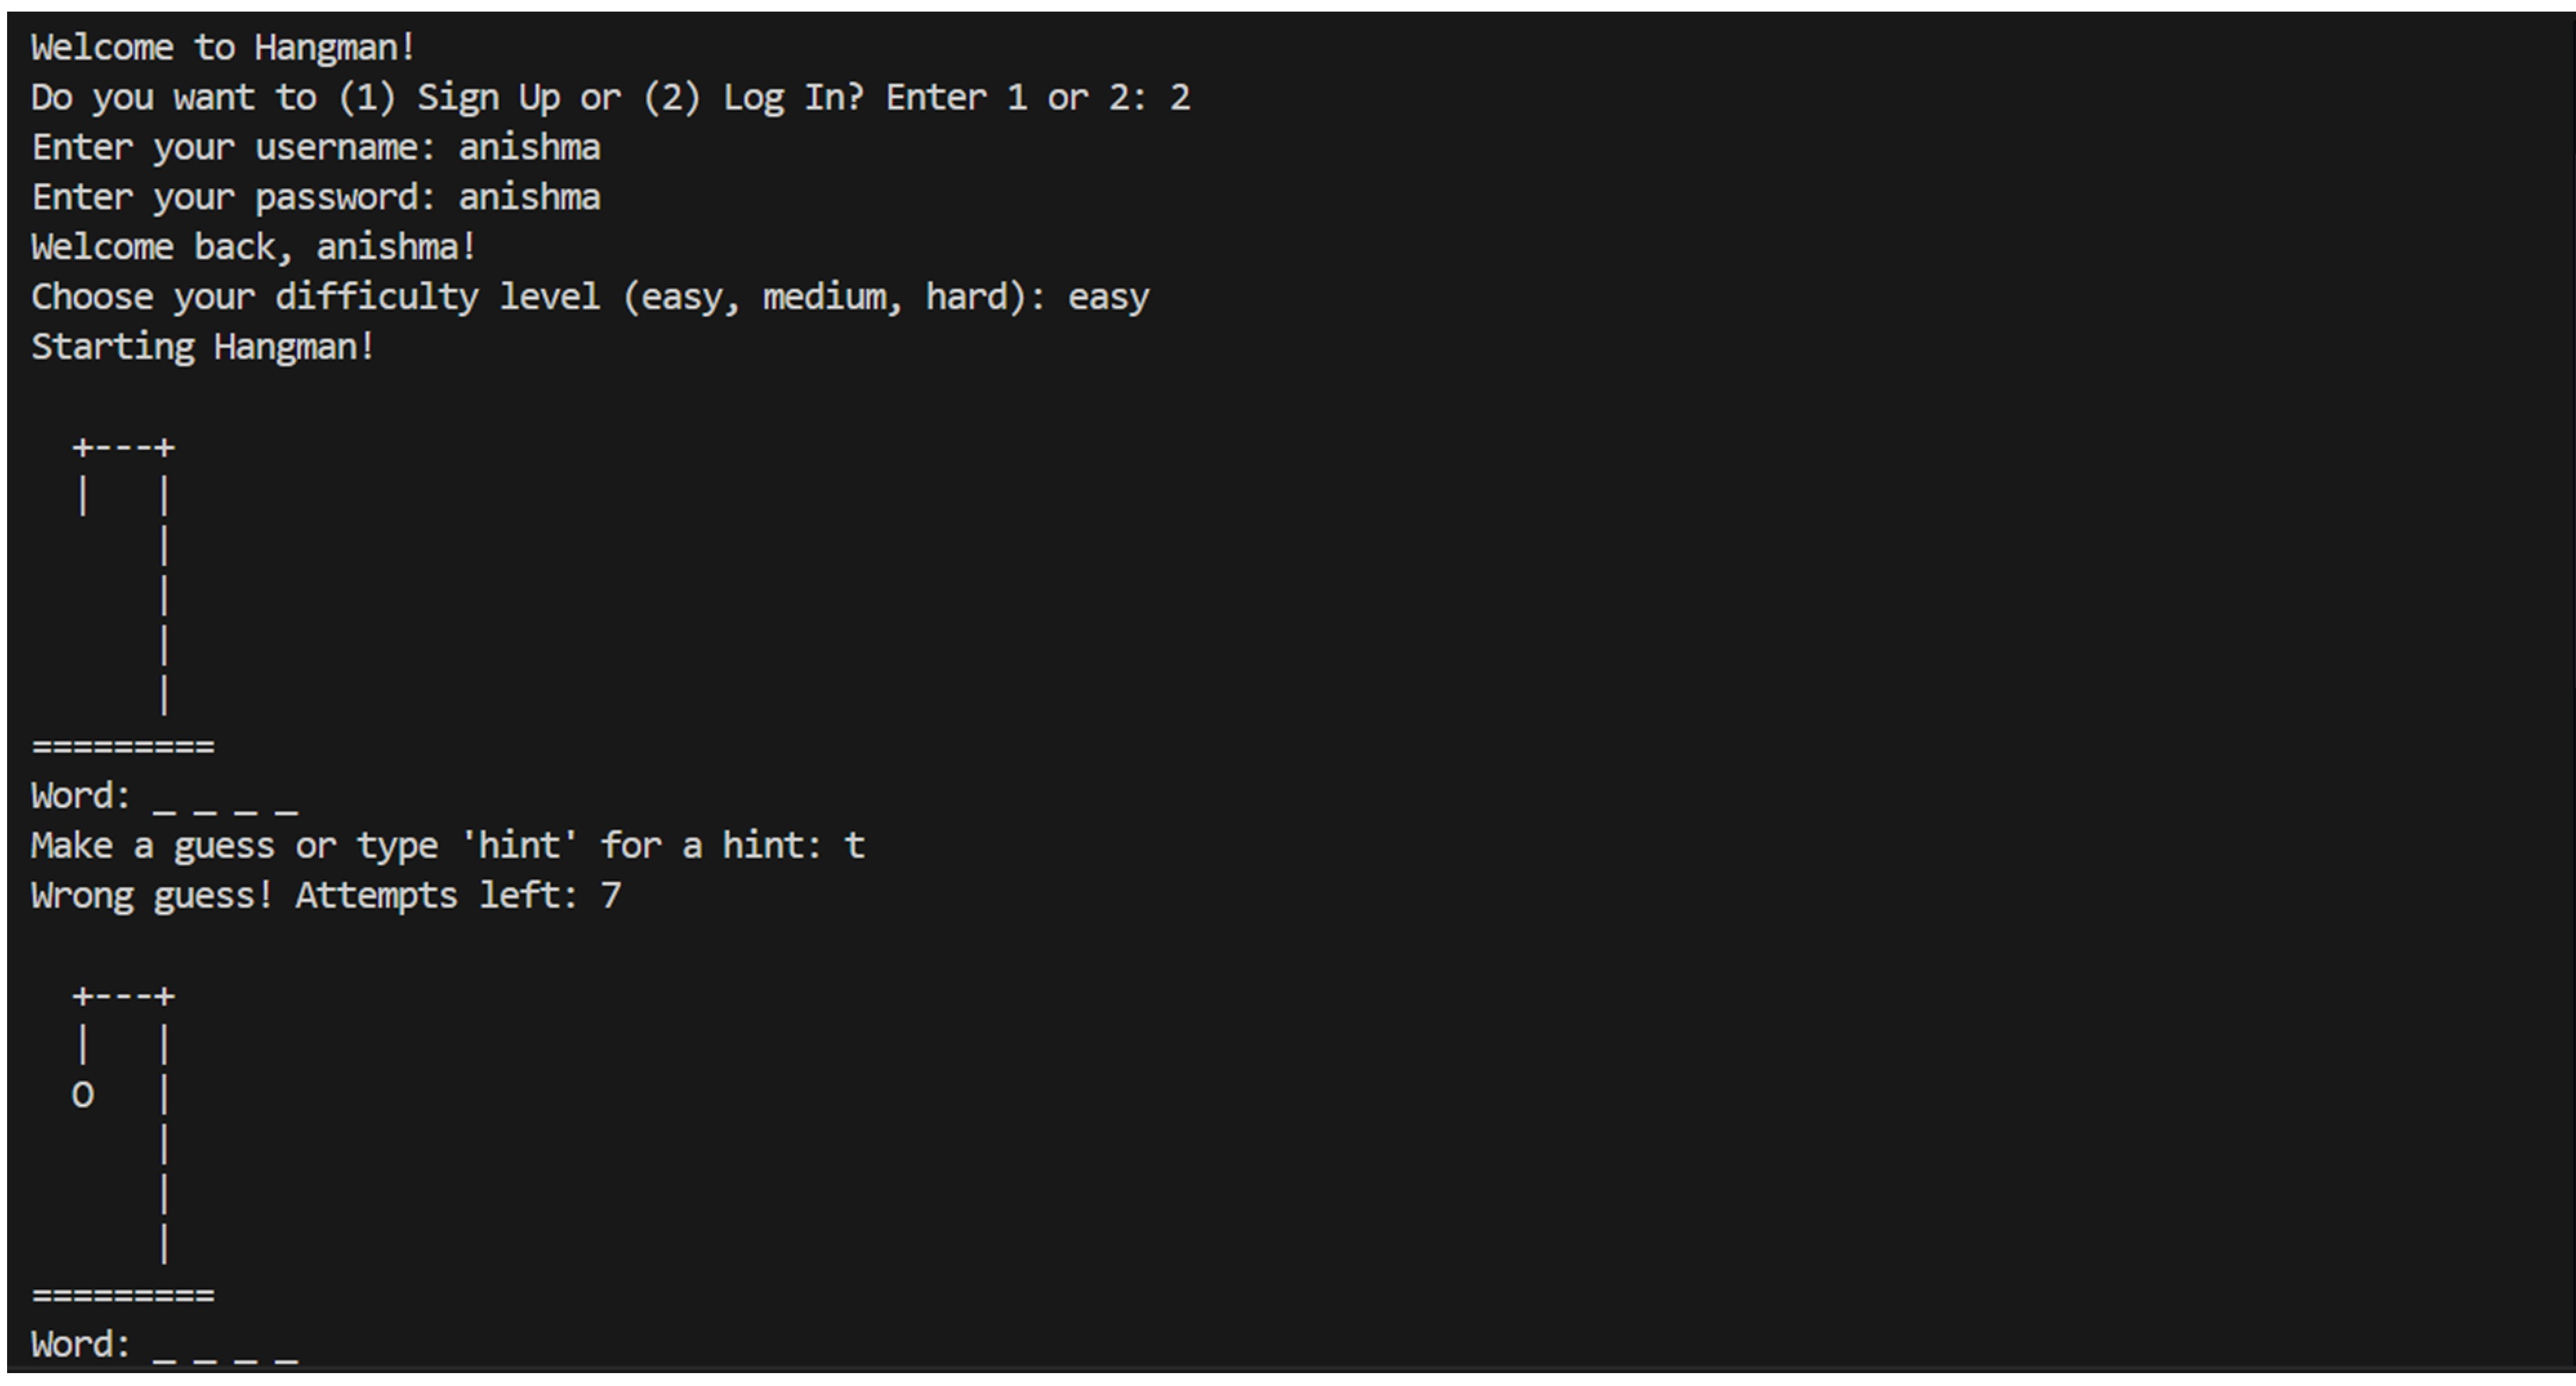 Welcome to Hangman!
Do you want to (1) Sign Up or (2) Log In? Enter 1 or 2: 2
Enter your username: anishma
Enter your password: anishma
Welcome back, anishma!
Choose your difficulty level (easy, medium, hard): easy
Starting Hangman!

  +---+
  |   |
      |
      |
      |
      |
=========
Word: _ _ _ _
Make a guess or type 'hint' for a hint: t
Wrong guess! Attempts left: 7

  +---+
  |   |
  O   |
      |
      |
      |
=========
Word: _ _ _ _